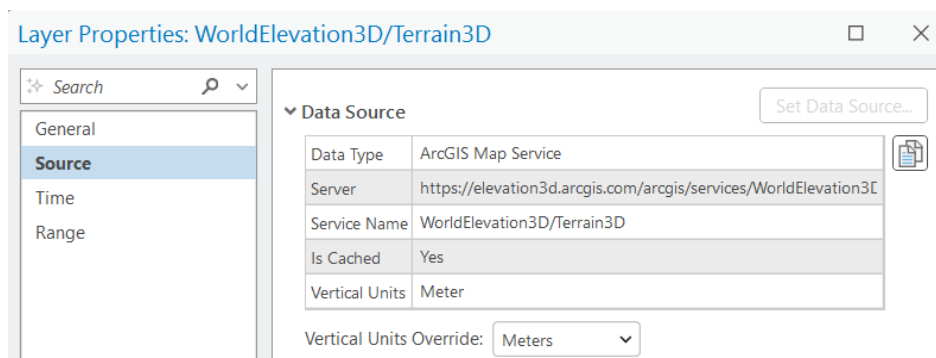 Layer Properties: WorldElevation3D/Terrain3D
Search
General
Source
Time
Range
Data Source
Set Data Source...
Data Type ArcGIS Map Service
Server https://elevation3d.arcgis.com/arcgis/services/WorldElevation3D
Service Name WorldElevation3D/Terrain3D
Is Cached Yes
Vertical Units Meter
Vertical Units Override: Meters